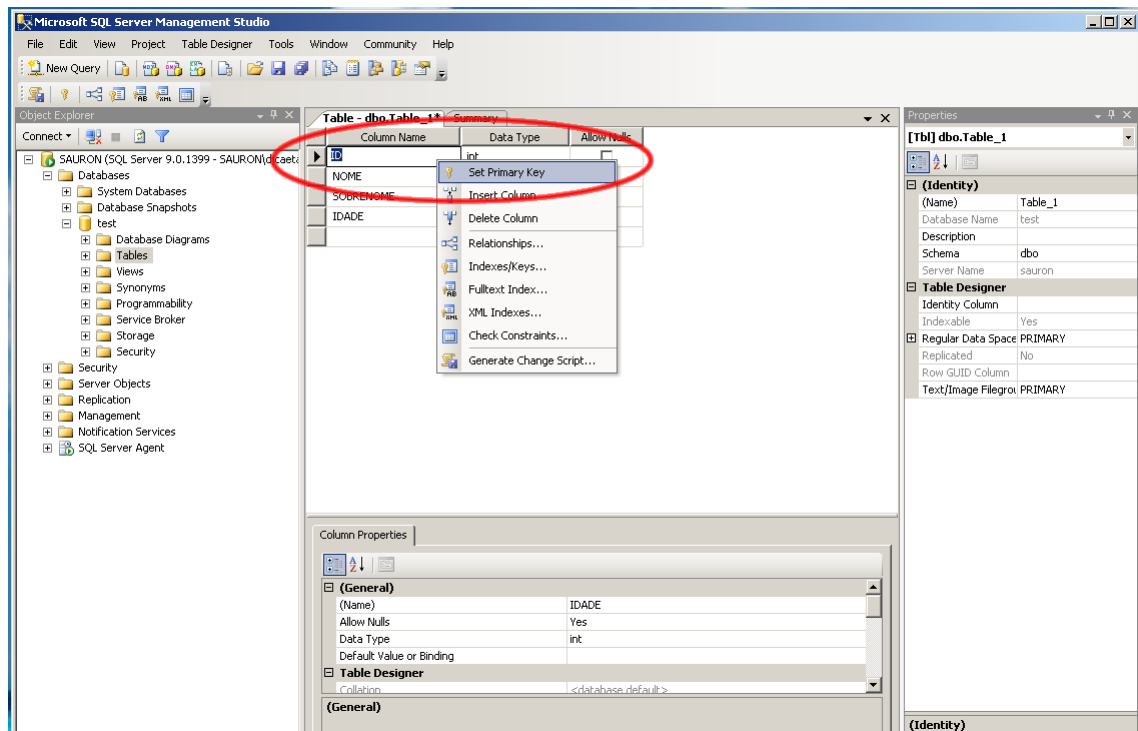 Microsoft SQL Server Management Studio
File Edit View Project Table Designer Tools Window Community Help
New Query
Object Explorer
Connect
SAURON (SQL Server 9.0.1399 - SAURON\d
Databases
System Databases
Database Snapshots
test
Database Diagrams
Tables
Views
Synonyms
Programmability
Service Broker
Storage
Security
Security
Server Objects
Replication
Management
Notification Services
SQL Server Agent
Table - dbo.Table_1* Summary
Column Name Data Type Allow Nulls
ID int
NOME
SOBRENOME
IDADE
Set Primary Key
Insert Column
Delete Column
Relationships...
Indexes/Keys...
Fulltext Index...
XML Indexes...
Check Constraints...
Generate Change Script...
Column Properties
(General)
(Name) IDADE
Allow Nulls Yes
Data Type int
Default Value or Binding
Table Designer
Collation <database default>
(General)
Properties
[Tbl] dbo.Table_1
(Identity)
(Name) Table_1
Database Name test
Description
Schema dbo
Server Name sauron
Table Designer
Identity Column
Indexable Yes
Regular Data Space PRIMARY
Replicated No
Row GUID Column
Text/Image Filegrou PRIMARY
(Identity)